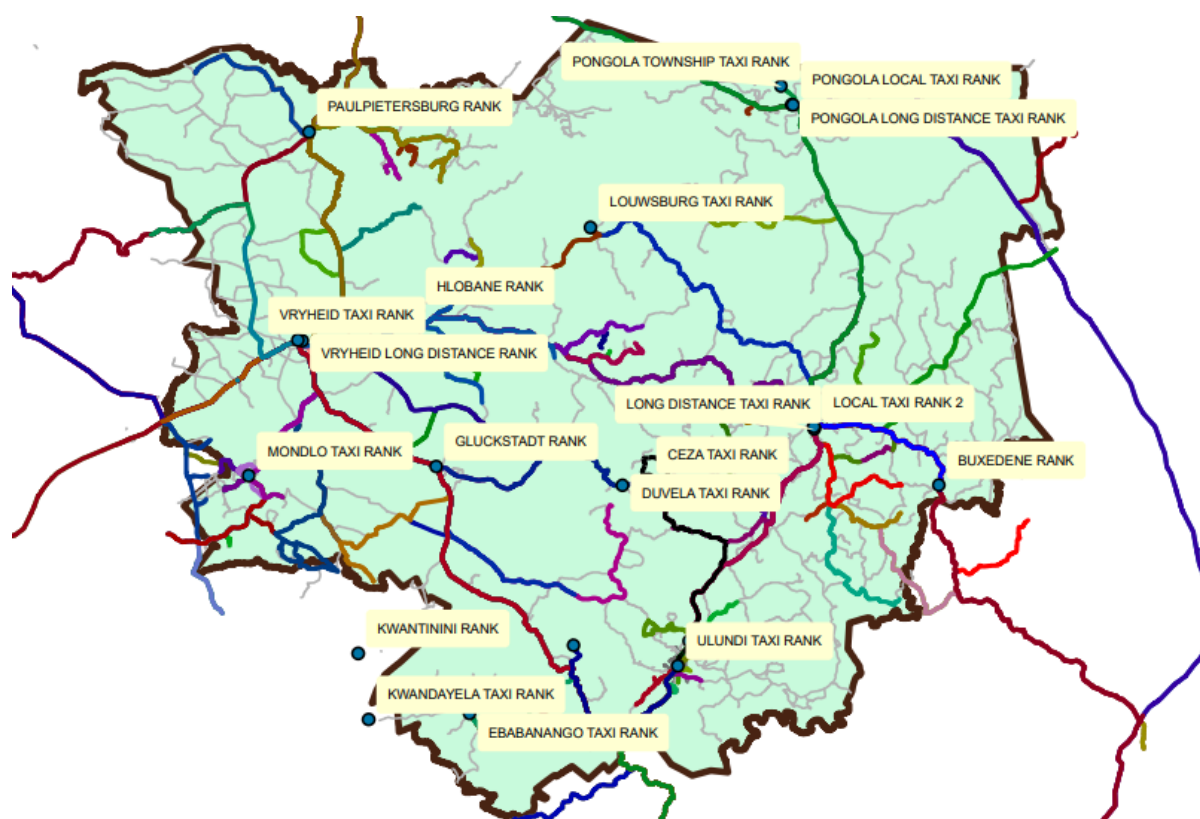 PONGOLA TOWNSHIP TAXI RANK
PONGOLA LOCAL TAXI RANK
PAULPIETERSBURG RANK
PONGOLA LONG DISTANCE TAXI RANK
LOUWSBURG TAXI RANK
HLOBANE RANK
VRYHEID TAXI RANK
VRYHEID LONG DISTANCE RANK
LONG DISTANCE TAXI RANK
LOCAL TAXI RANK 2
GLUCKSTADT RANK
MONDLO TAXI RANK
CEZA TAXI RANK
BUXEDENE RANK
DUVELA TAXI RANK
KWANTININI RANK
ULUNDI TAXI RANK
KWANDAYELA TAXI RANK
EBABANANGO TAXI RANK